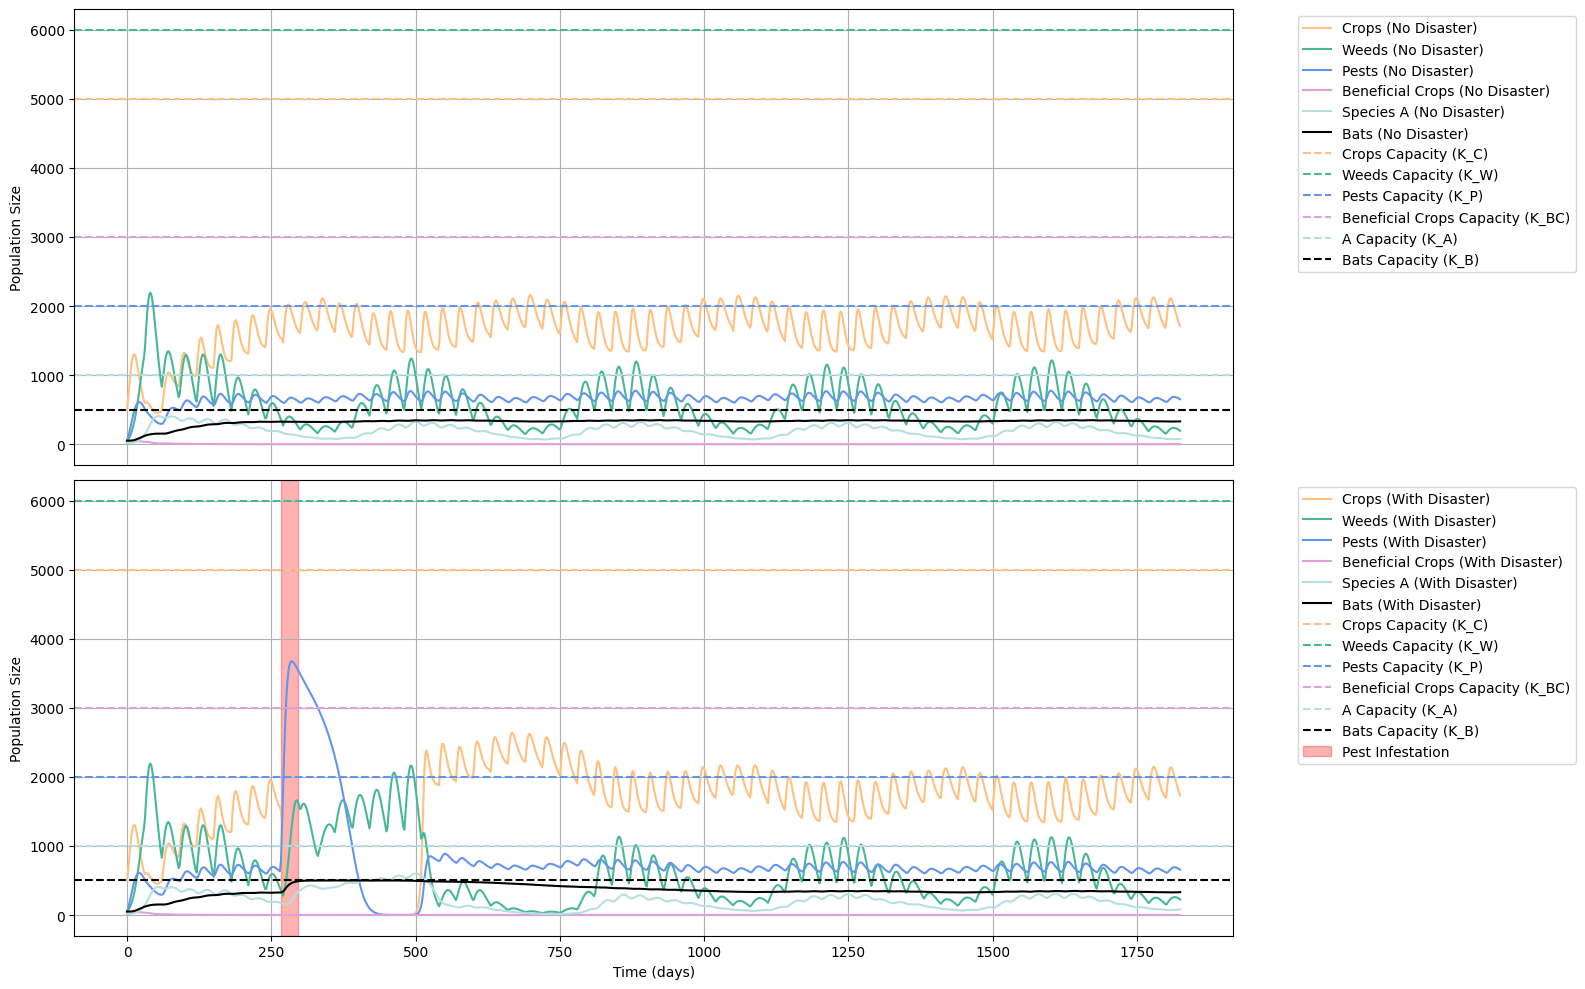 6000
5000
4000
3000
2000
1000
0
Population Size
Crops (No Disaster)
Weeds (No Disaster)
Pests (No Disaster)
Beneficial Crops (No Disaster)
Species A (No Disaster)
Bats (No Disaster)
Crops Capacity (K_C)
Weeds Capacity (K_W)
Pests Capacity (K_P)
Beneficial Crops Capacity (K_BC)
A Capacity (K_A)
Bats Capacity (K_B)
6000
5000
4000
3000
2000
1000
0
Population Size
0 250 500 750 1000 1250 1500 1750
Time (days)
Crops (With Disaster)
Weeds (With Disaster)
Pests (With Disaster)
Beneficial Crops (With Disaster)
Species A (With Disaster)
Bats (With Disaster)
Crops Capacity (K_C)
Weeds Capacity (K_W)
Pests Capacity (K_P)
Beneficial Crops Capacity (K_BC)
A Capacity (K_A)
Bats Capacity (K_B)
Pest Infestation